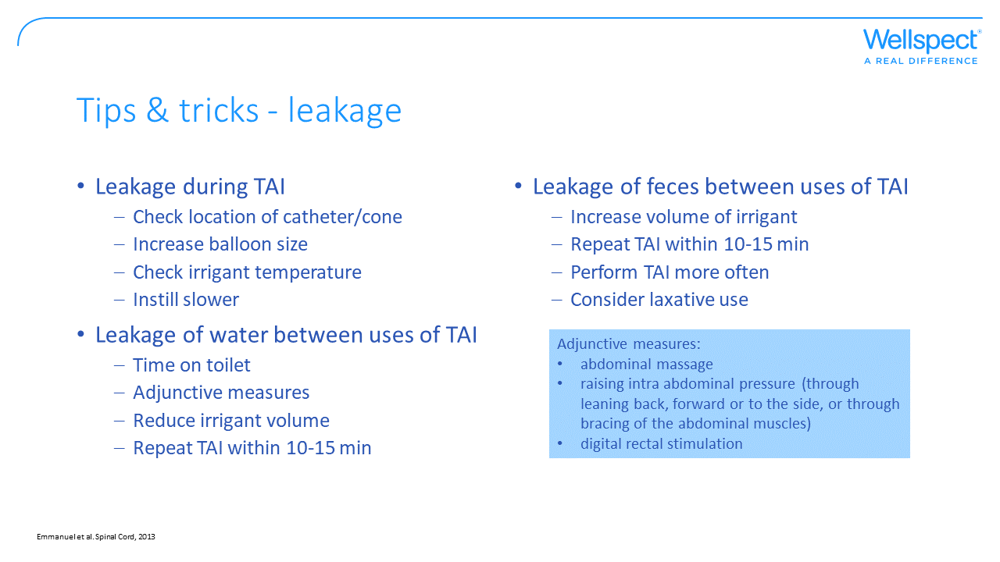 Wellspect®
A REAL DIFFERENCE
Tips & tricks - leakage
• Leakage during TAI
– Check location of catheter/cone
– Increase balloon size
– Check irrigant temperature
– Instill slower
• Leakage of water between uses of TAI
– Time on toilet
– Adjunctive measures
– Reduce irrigant volume
– Repeat TAI within 10-15 min
• Leakage of feces between uses of TAI
– Increase volume of irrigant
– Repeat TAI within 10-15 min
– Perform TAI more often
– Consider laxative use
Adjunctive measures:
• abdominal massage
• raising intra abdominal pressure (through
leaning back, forward or to the side, or through
bracing of the abdominal muscles)
• digital rectal stimulation
Emmanuel et al. Spinal Cord, 2013